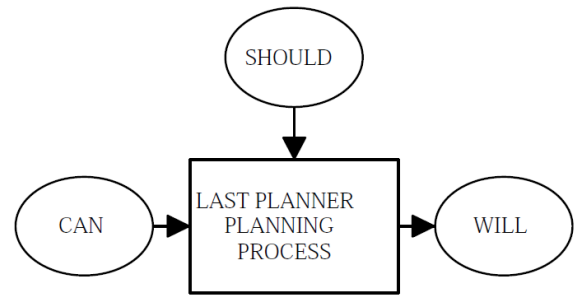 SHOULD
CAN
LAST PLANNER
PLANNING
PROCESS
WILL